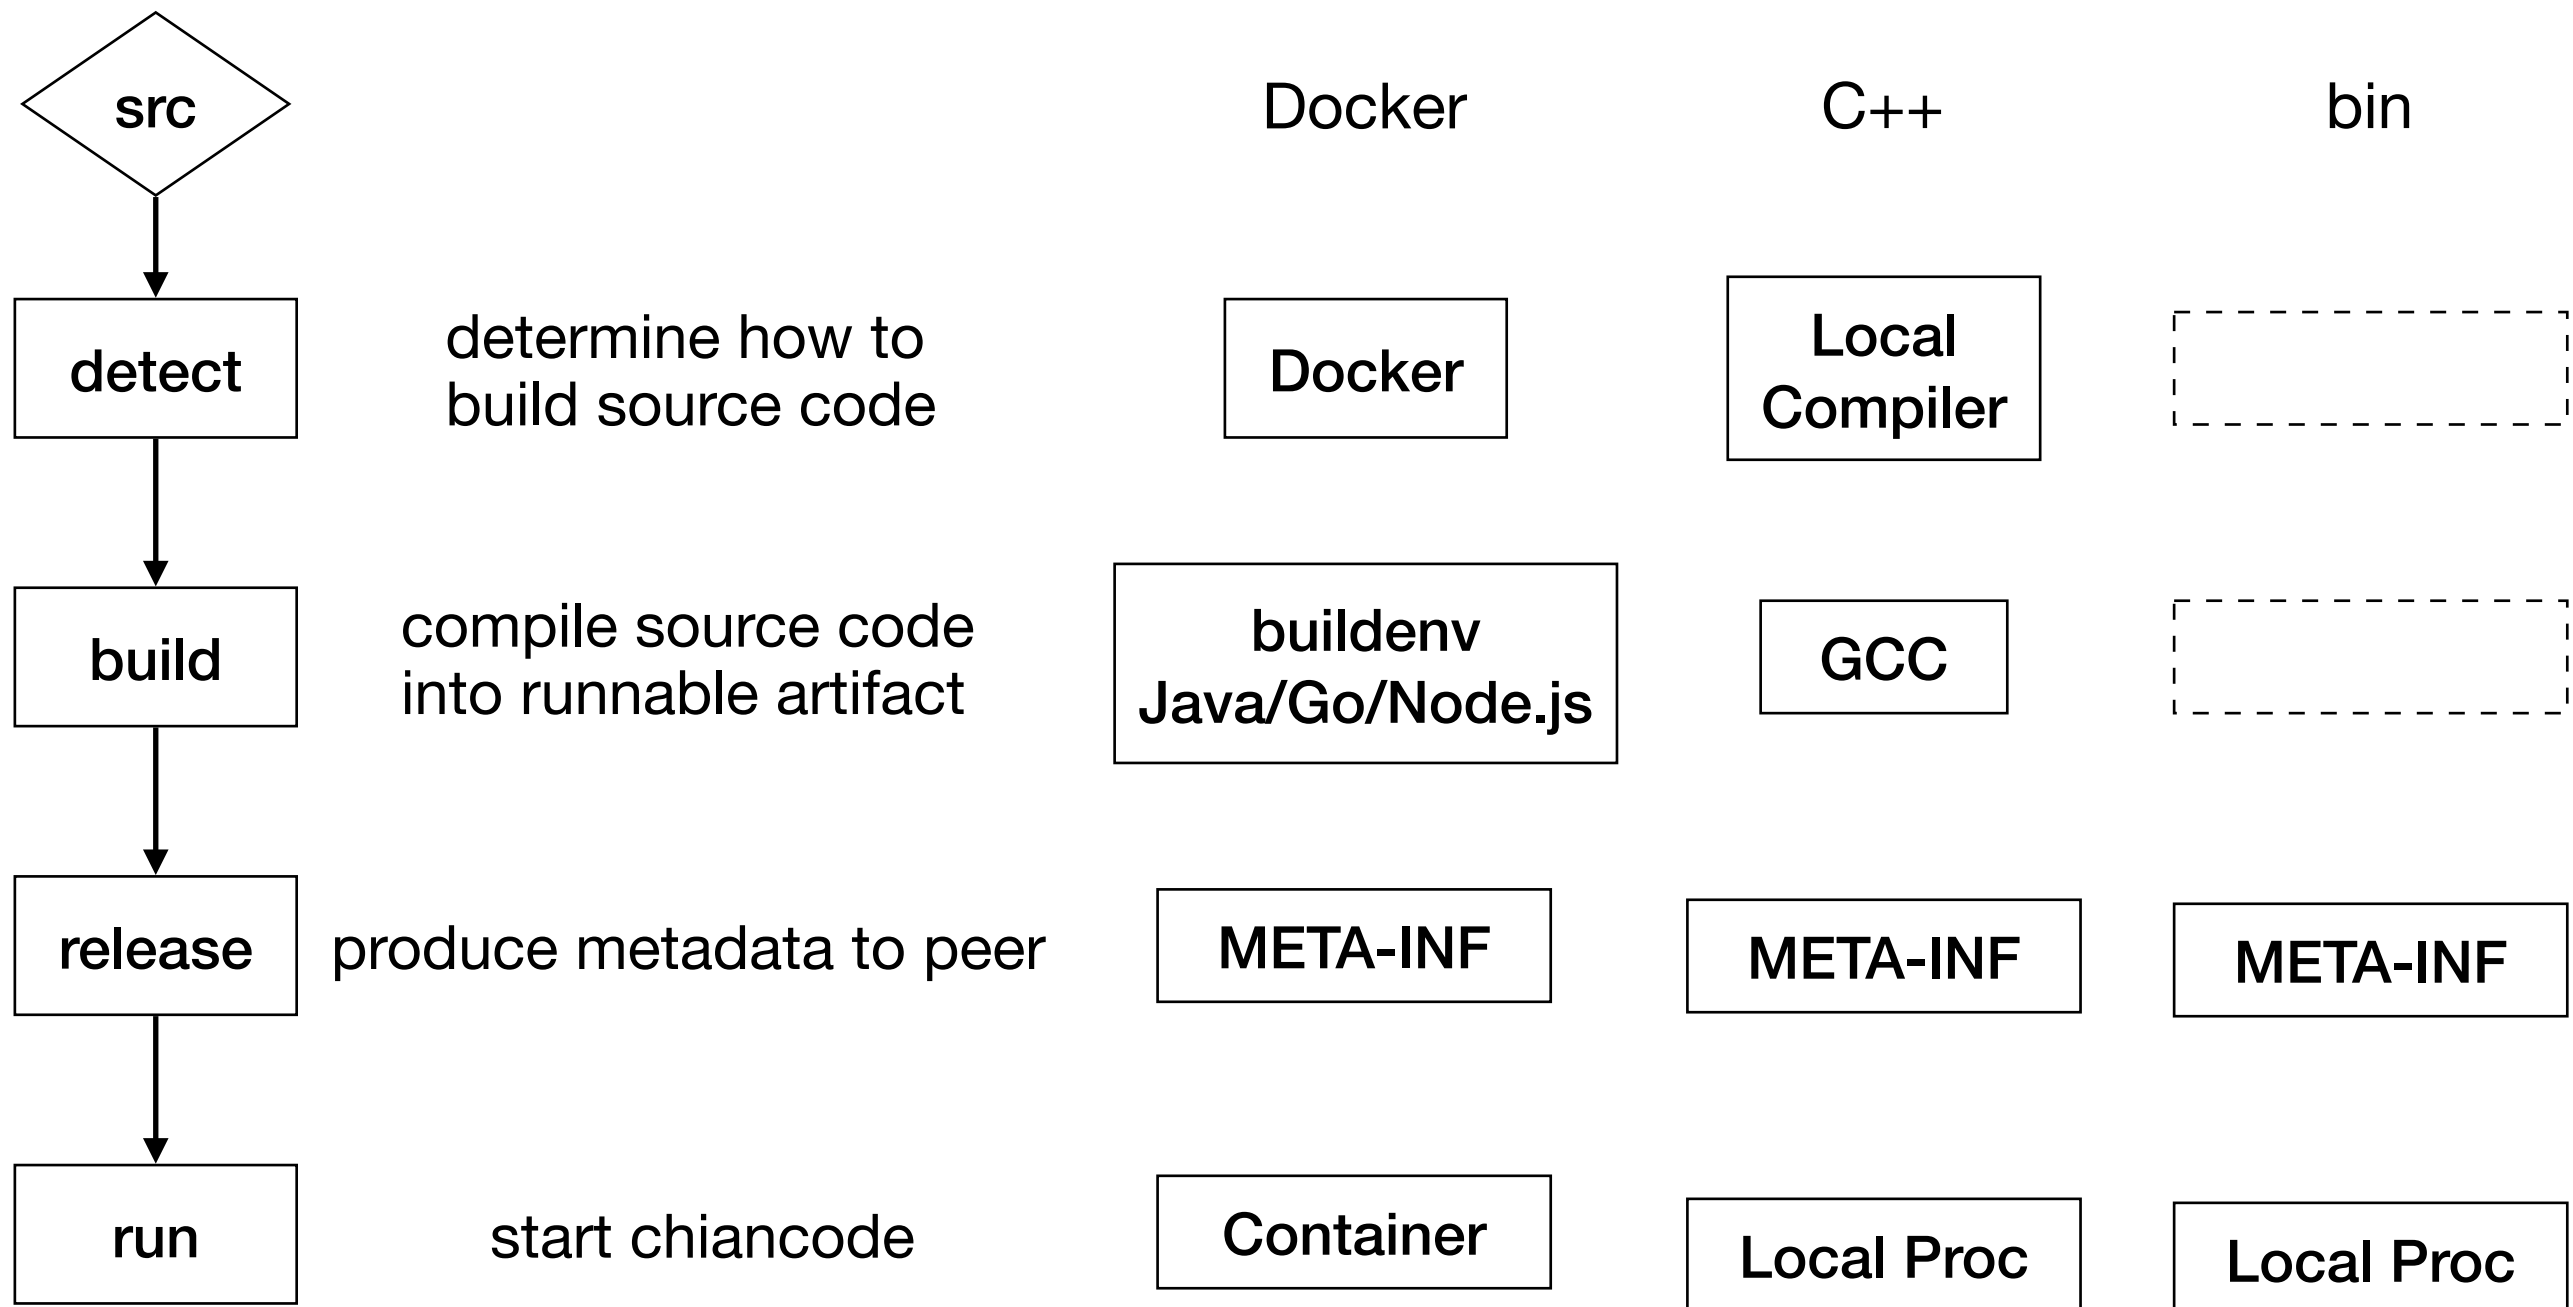 src
Docker
C++
bin
detect
determine how to
build source code
Docker
Local
Compiler
build
compile source code
into runnable artifact
buildenv
Java/Go/Node.js
GCC
release
produce metadata to peer
META-INF
META-INF
META-INF
run
start chiancode
Container
Local Proc
Local Proc